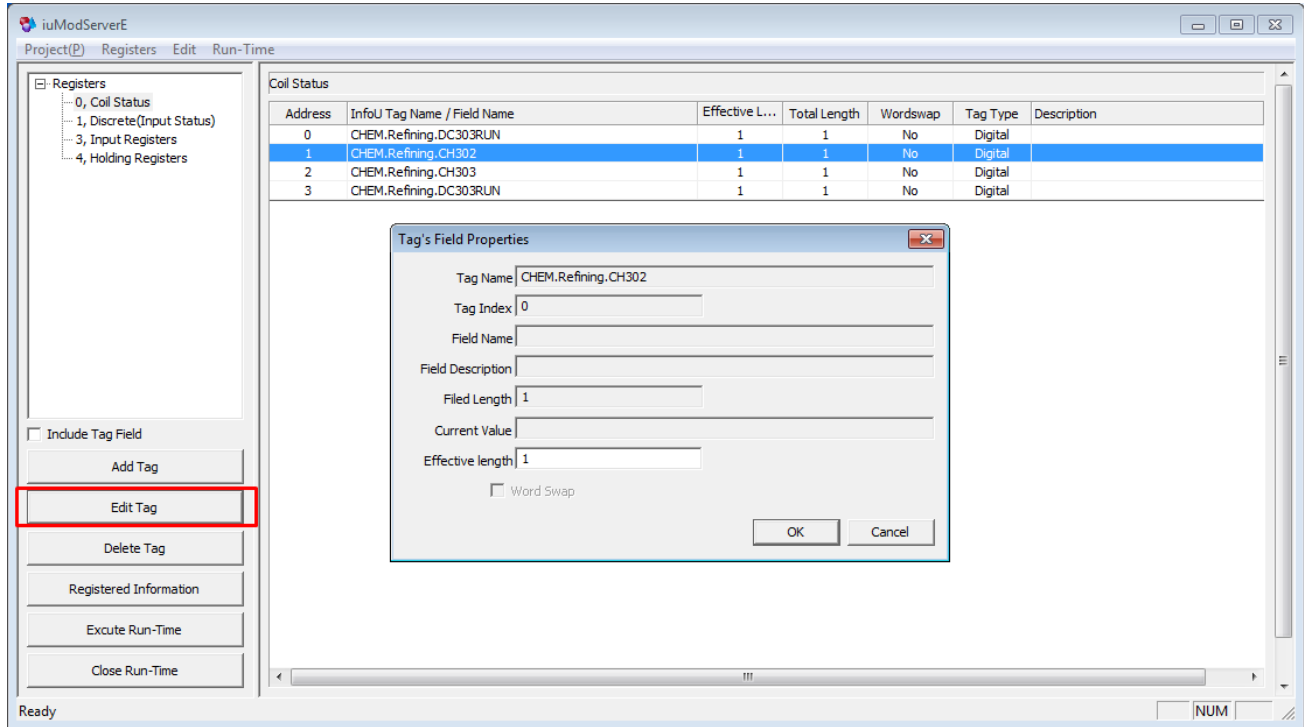 iuModServerE
Project(P) Registers Edit Run-Time
Registers
0, Coil Status
1, Discrete(Input Status)
3, Input Registers
4, Holding Registers
Include Tag Field
Add Tag
Edit Tag
Delete Tag
Registered Information
Excute Run-Time
Close Run-Time
Coil Status
Address InfoU Tag Name / Field Name Effective L... Total Length Wordswap Tag Type Description
0 CHEM.Refining.DC303RUN 1 1 No Digital
1 CHEM.Refining.CH302 1 1 No Digital
2 CHEM.Refining.CH303 1 1 No Digital
3 CHEM.Refining.DC303RUN 1 1 No Digital
Tag's Field Properties
Tag Name CHEM.Refining.CH302
Tag Index 0
Field Name
Field Description
Filed Length 1
Current Value
Effective length 1
Word Swap
OK Cancel
Ready NUM